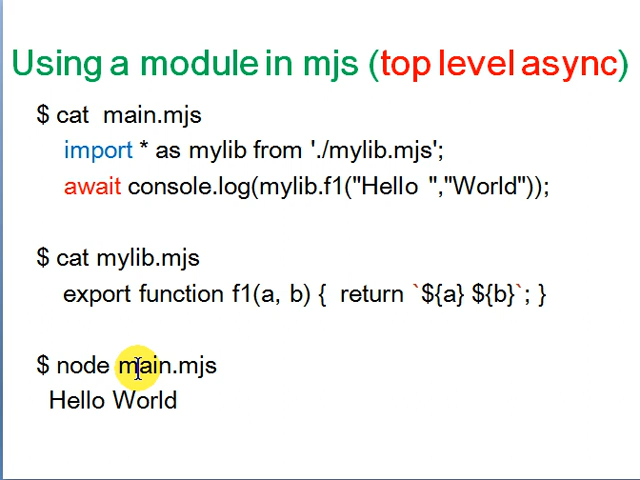 Using a module in mjs (top level async)
$ cat main.mjs
import * as mylib from './mylib.mjs';
await console.log(mylib.f1("Hello ","World"));
$ cat mylib.mjs
export function f1(a, b) { return `${a} ${b}`; }
$ node main.mjs
Hello World